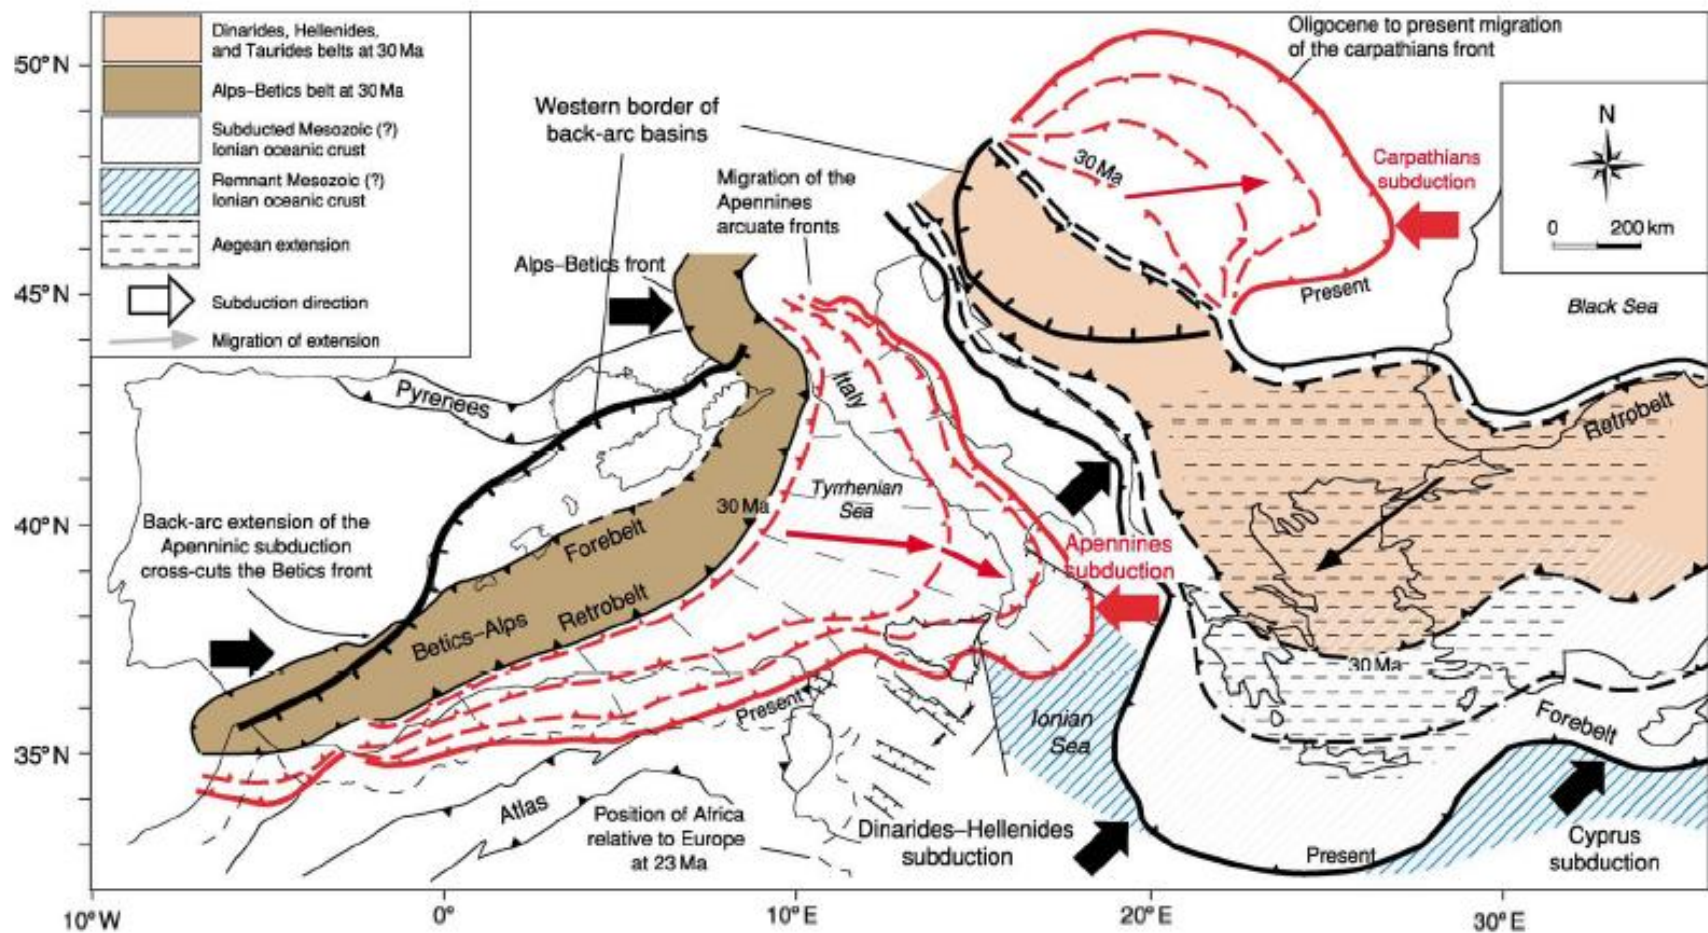 Dinarides, Hellenides,
and Taurides belts at 30 Ma
Alps–Betics belt at 30 Ma
Subducted Mesozoic (?)
Ionian oceanic crust
Remnant Mesozoic (?)
Ionian oceanic crust
Aegean extension
Subduction direction
Migration of extension
50° N
45° N
40° N
35° N
10° W
0°
10° E
20° E
30° E
Oligocene to present migration
of the carpathians front
Western border of
back-arc basins
Migration of the
Apennines
arcuate fronts
Alps–Betics front
30 Ma
Carpathians
subduction
Present
N
0 200 km
Black Sea
Pyrenees
Italy
Tyrrhenian
Sea
30 Ma
Back-arc extension of the
Apenninic subduction
cross-cuts the Betics front
Forebelt
Retrobelt
Betics–Alps
Apennines
subduction
Retrobelt
30 Ma
Present
Ionian
Sea
Forebelt
Atlas
Position of Africa
relative to Europe
at 23 Ma
Dinarides–Hellenides
subduction
Present
Cyprus
subduction